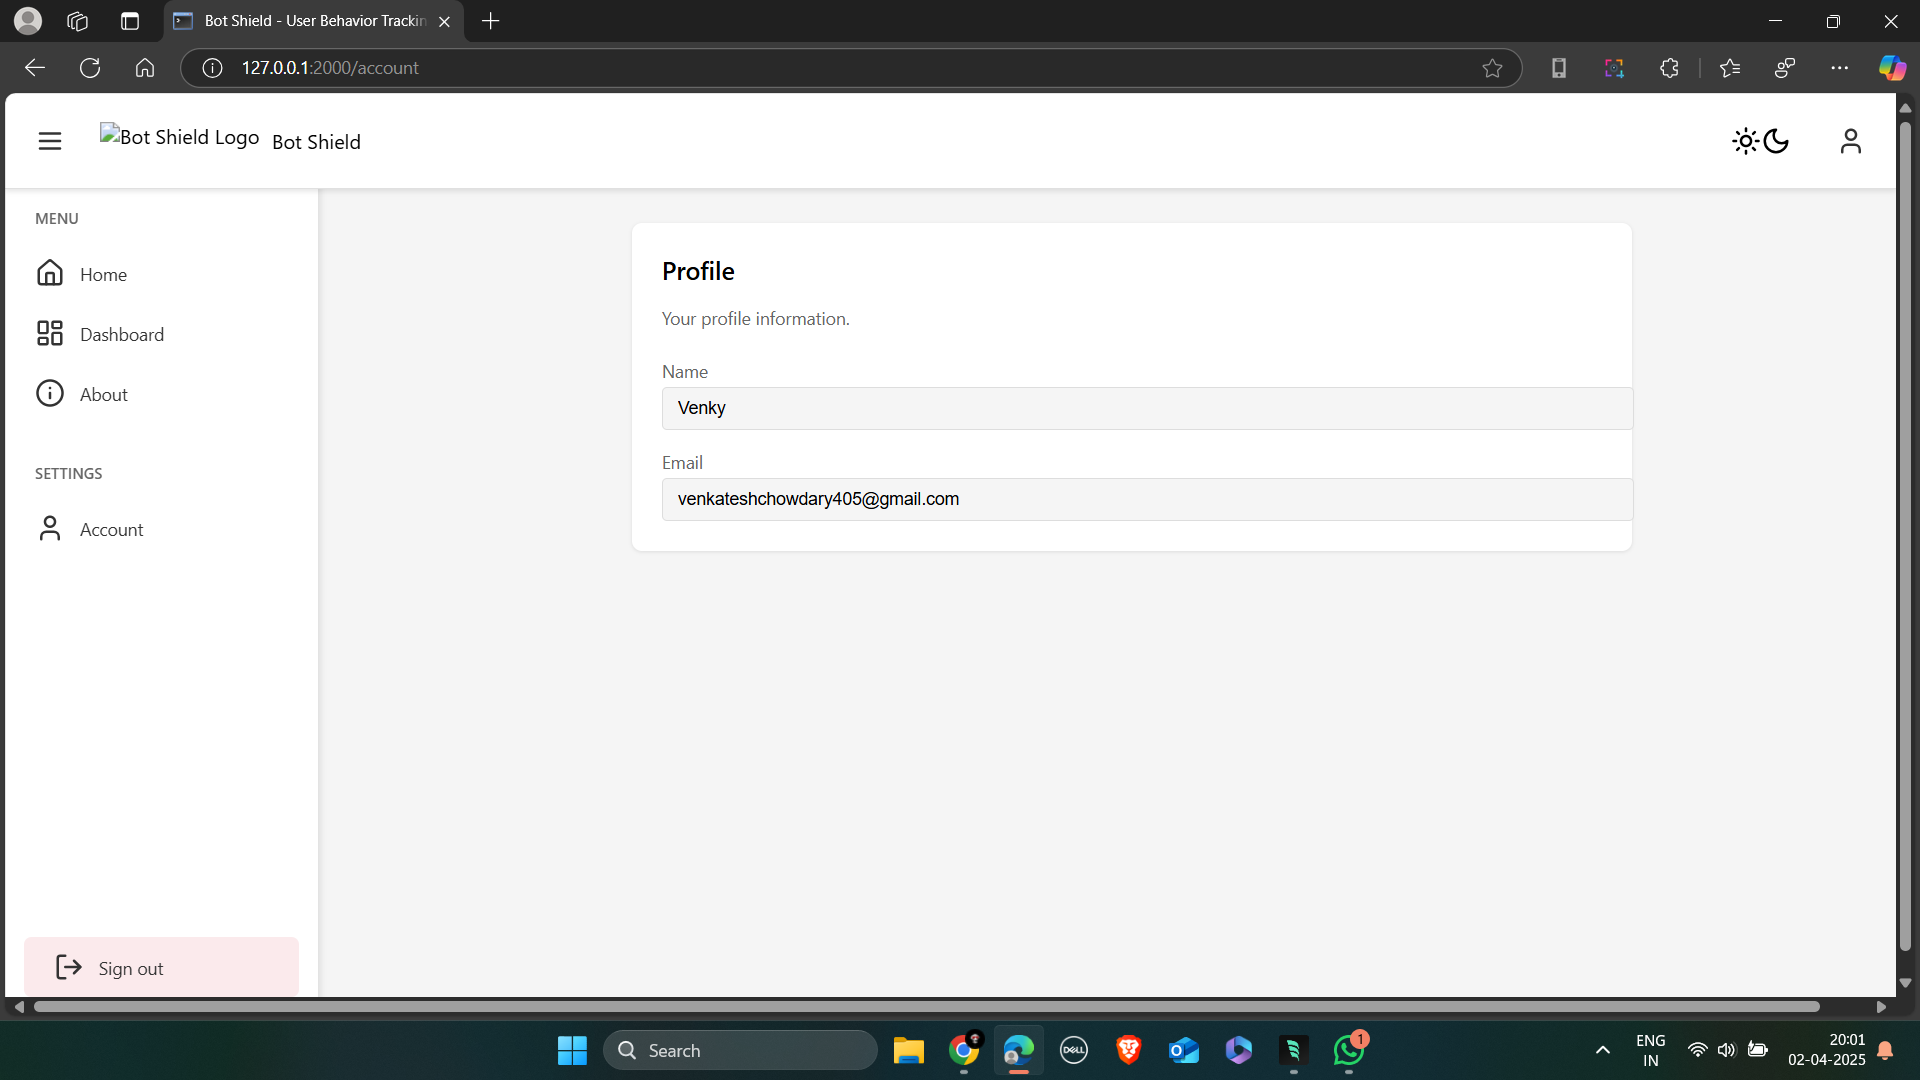 Bot Shield - User Behavior Trackin
127.0.0.1:2000/account
Bot Shield Logo
Bot Shield
MENU
Home
Dashboard
About
SETTINGS
Account
Sign out
Profile
Your profile information.
Name
Venky
Email
venkateshchowdary405@gmail.com
Search
DELL
1
ENG
IN
20:01
02-04-2025